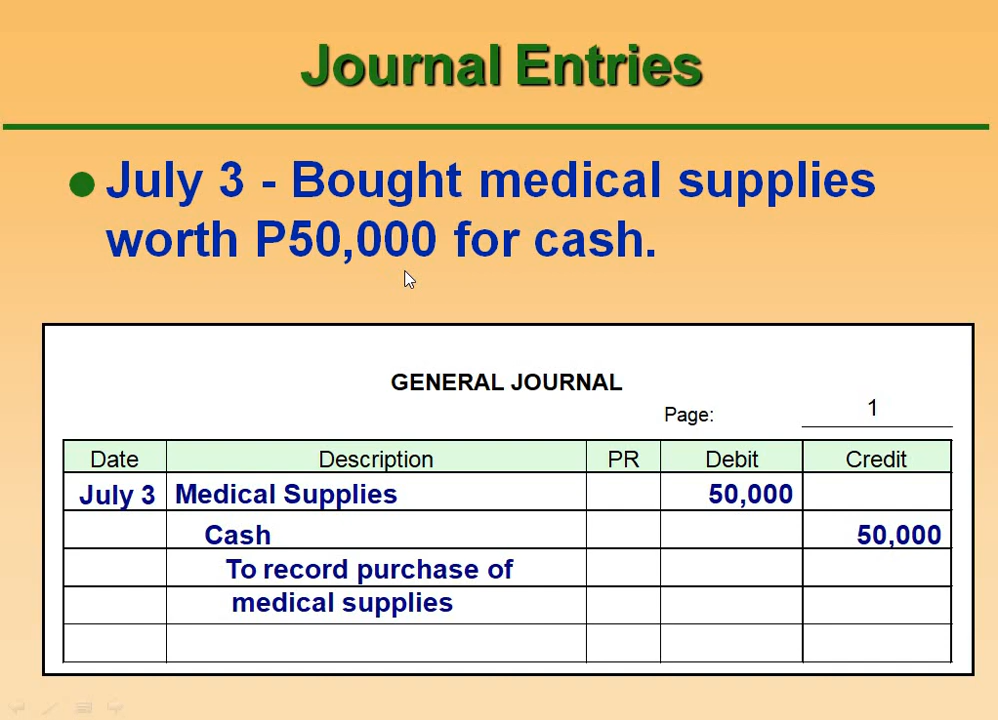 Journal Entries
July 3 - Bought medical supplies
worth P50,000 for cash.
GENERAL JOURNAL
Page: 1
Date Description PR Debit Credit
July 3 Medical Supplies 50,000
Cash 50,000
To record purchase of
medical supplies